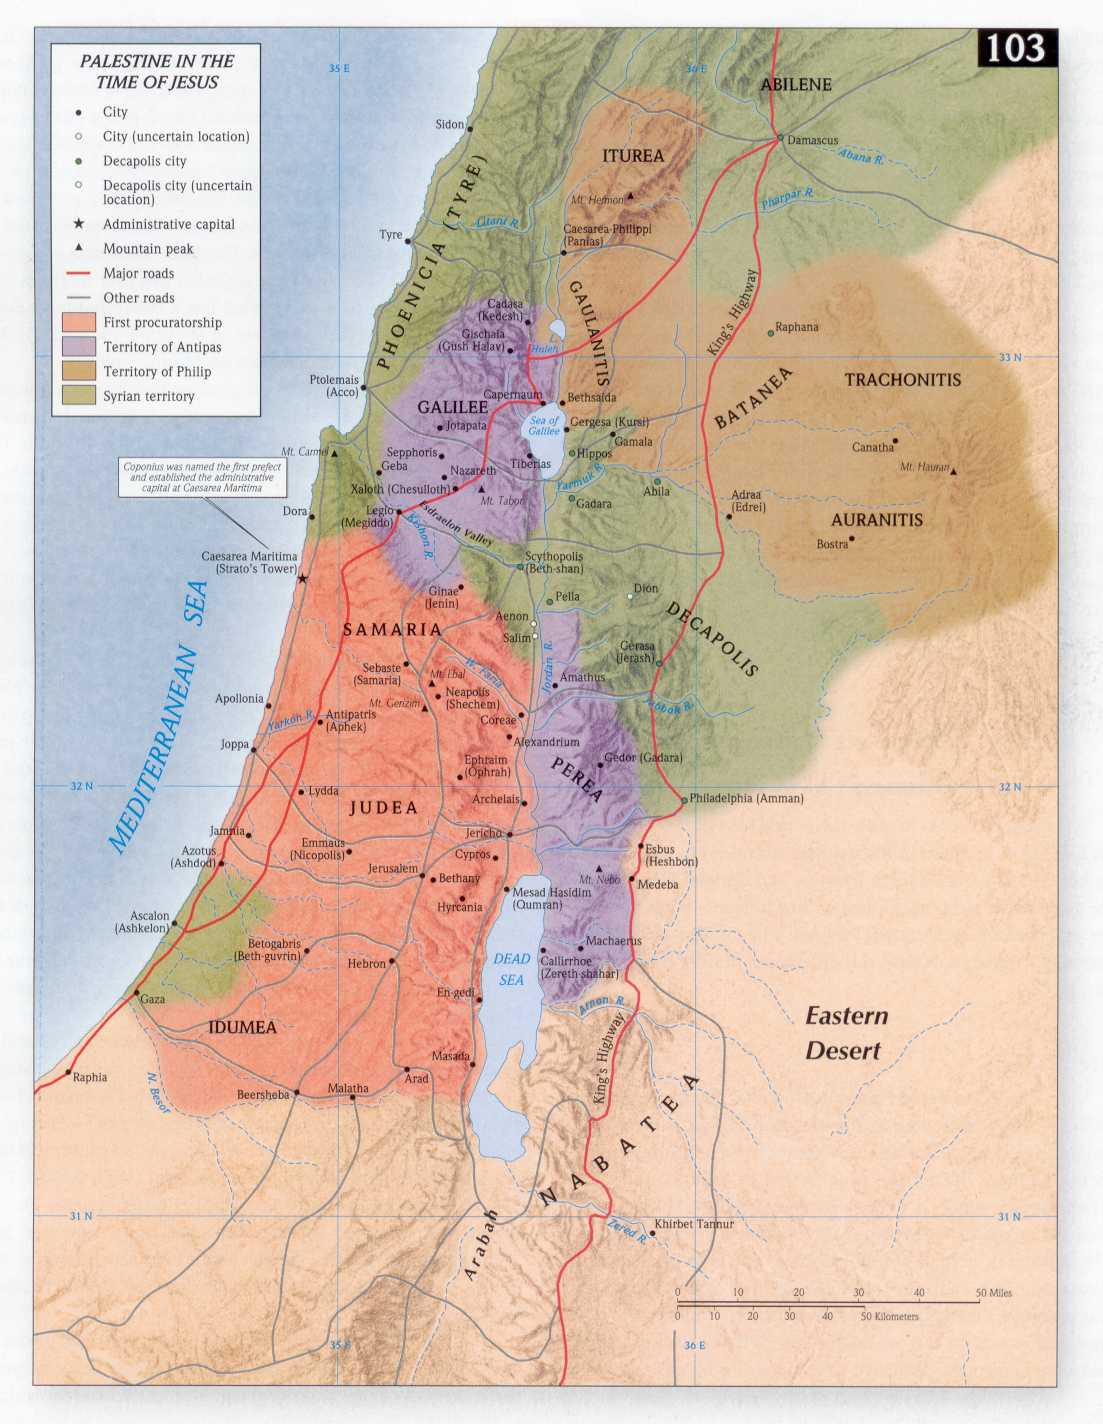 103
PALESTINE IN THE
TIME OF JESUS
City
City (uncertain location)
Decapolis city
Decapolis city (uncertain
location)
Administrative capital
Mountain peak
Major roads
Other roads
First procuratorship
Territory of Antipas
Territory of Philip
Syrian territory
35 E
36 E
ABILENE
Sidon
Damascus
Abana R.
ITUREA
PHOENICIA (TYRE)
Mt. Hermon
Pharpar R.
Litani R.
Tyre
Caesarea-Philippi
(Panias)
GAULANITIS
King's Highway
Cadasa
(Kedesh)
Gischala
(Gush Halav)
Huleh
L.
Raphana
33 N
BATANEA
TRACHONITIS
Ptolemais
(Acco)
Capernaum
Bethsaida
GALILEE
Jotapata
Sea of
Galilee
Gergesa (Kursi)
Gamala
Canatha
Mt. Hauran
Mt. Carmel
Sepphoris
Hippos
Geba
Nazareth
Tiberias
Yarmuk R.
Coponius was named the first prefect
and established the administrative
capital at Caesarea Maritima
Xaloth (Chesulloth)
Mt. Tabor
Gadara
Abila
Adraa
(Edrei)
Dora
Legio
(Megiddo)
Esdraelon Valley
Kishon R.
AURANITIS
Bostra
Caesarea Maritima
(Strato's Tower)
Scythopolis
(Beth-shan)
Ginae
(Jenin)
Pella
Dion
DECAPOLIS
Aenon
Salim
SAMARIA
MEDITERRANEAN SEA
Gerasa
(Jerash)
Sebaste
(Samaria)
Mt. Ebal
W. Faria
Jordan R.
Amathus
Neapolis
(Shechem)
Mt. Gerizim
Apollonia
Yarkon R.
Antipatris
(Aphek)
Coreae
Jabbok R.
Alexandrium
Joppa
Ephraim
(Ophrah)
PEREA
Gedor (Gadara)
32 N
32 N
Lydda
JUDEA
Archelais
Philadelphia (Amman)
Jamnia
Jericho
Emmaus
(Nicopolis)
Azotus
(Ashdod)
Cypros
Esbus
(Heshbon)
Jerusalem
Bethany
Mt. Nebo
Medeba
Hyrcania
Mesad Hasidim
(Qumran)
Ascalon
(Ashkelon)
Betogabris
(Beth-guvrin)
Hebron
DEAD
SEA
Machaerus
Callirrhoe
(Zereth-shahar)
Gaza
En-gedi
Arnon R.
IDUMEA
Eastern
Desert
King's Highway
Masada
Raphia
N. Besor
Arad
Beersheba
Malatha
NABATEA
31 N
31 N
Arabah
Zered R.
Khirbet Tannur
0 10 20 30 40 50 Miles
0 10 20 30 40 50 Kilometers
35 E
36 E